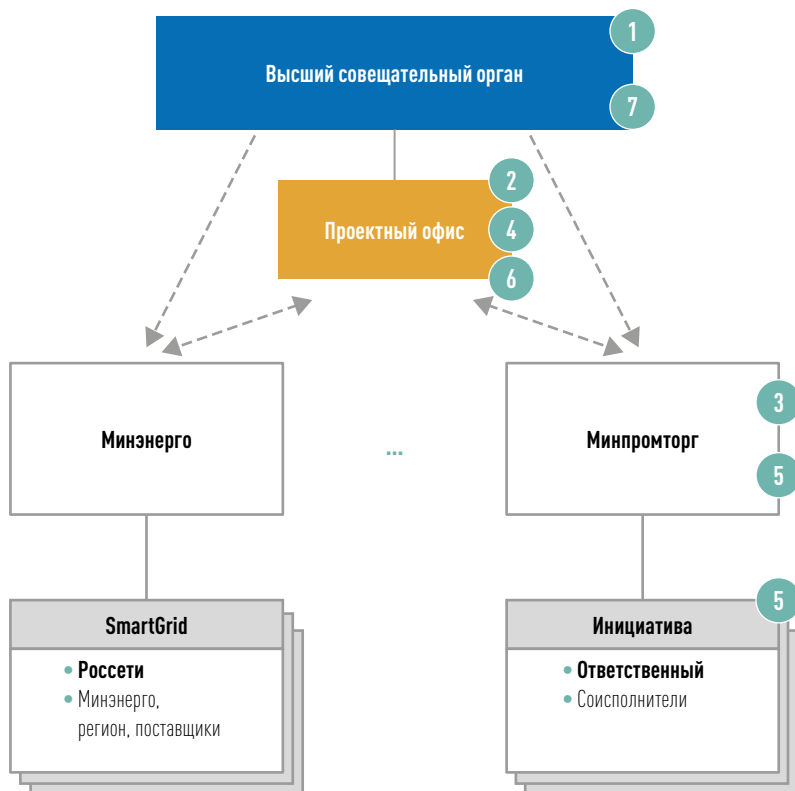 1
Высший совещательный орган
7
2
Проектный офис
4
6
3
Минэнерго
...
Минпромторг
5
5
SmartGrid
Инициатива
• Россети
• Ответственный
• Минэнерго,
• Соисполнители
регион, поставщики